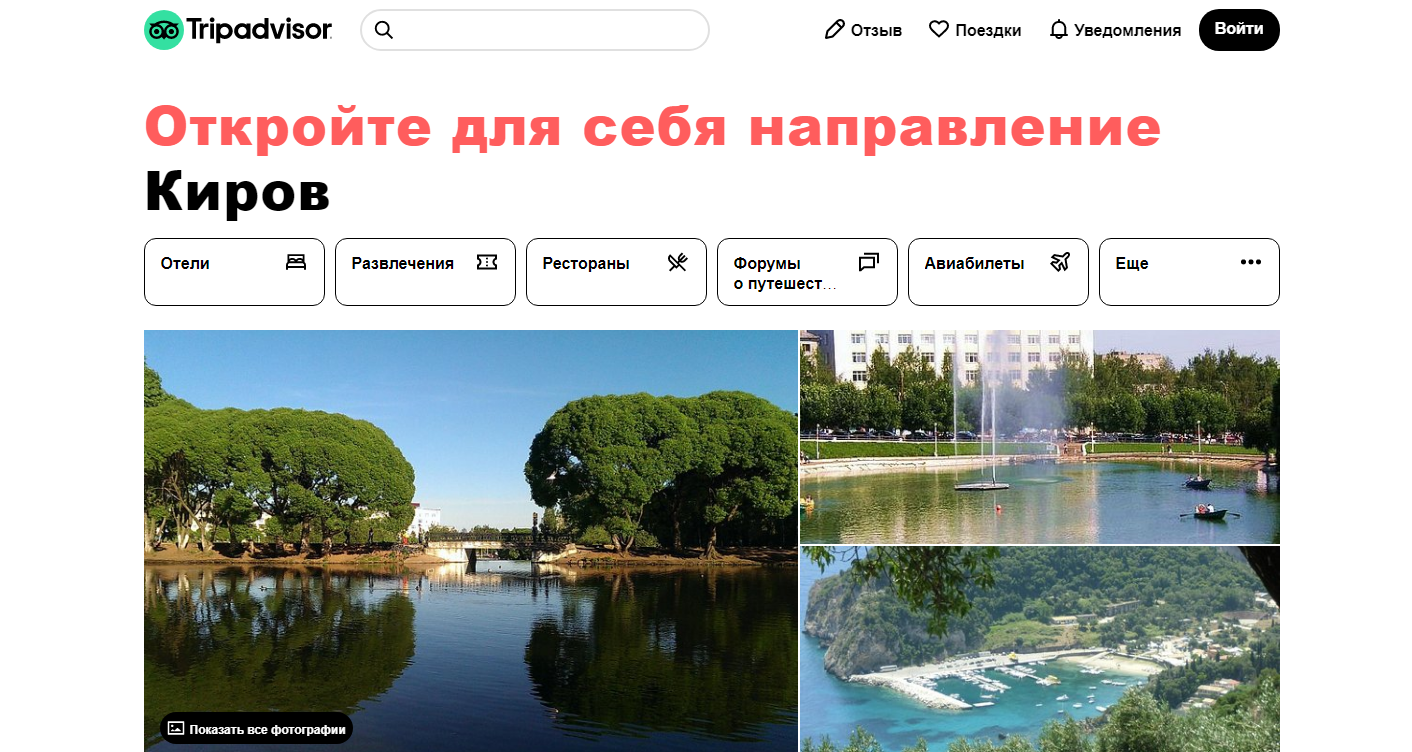 Tripadvisor
Отзыв
Поездки
Уведомления
Войти
Откройте для себя направление
Киров
Отели
Развлечения
Рестораны
Форумы
о путешест...
Авиабилеты
Еще
Показать все фотографии